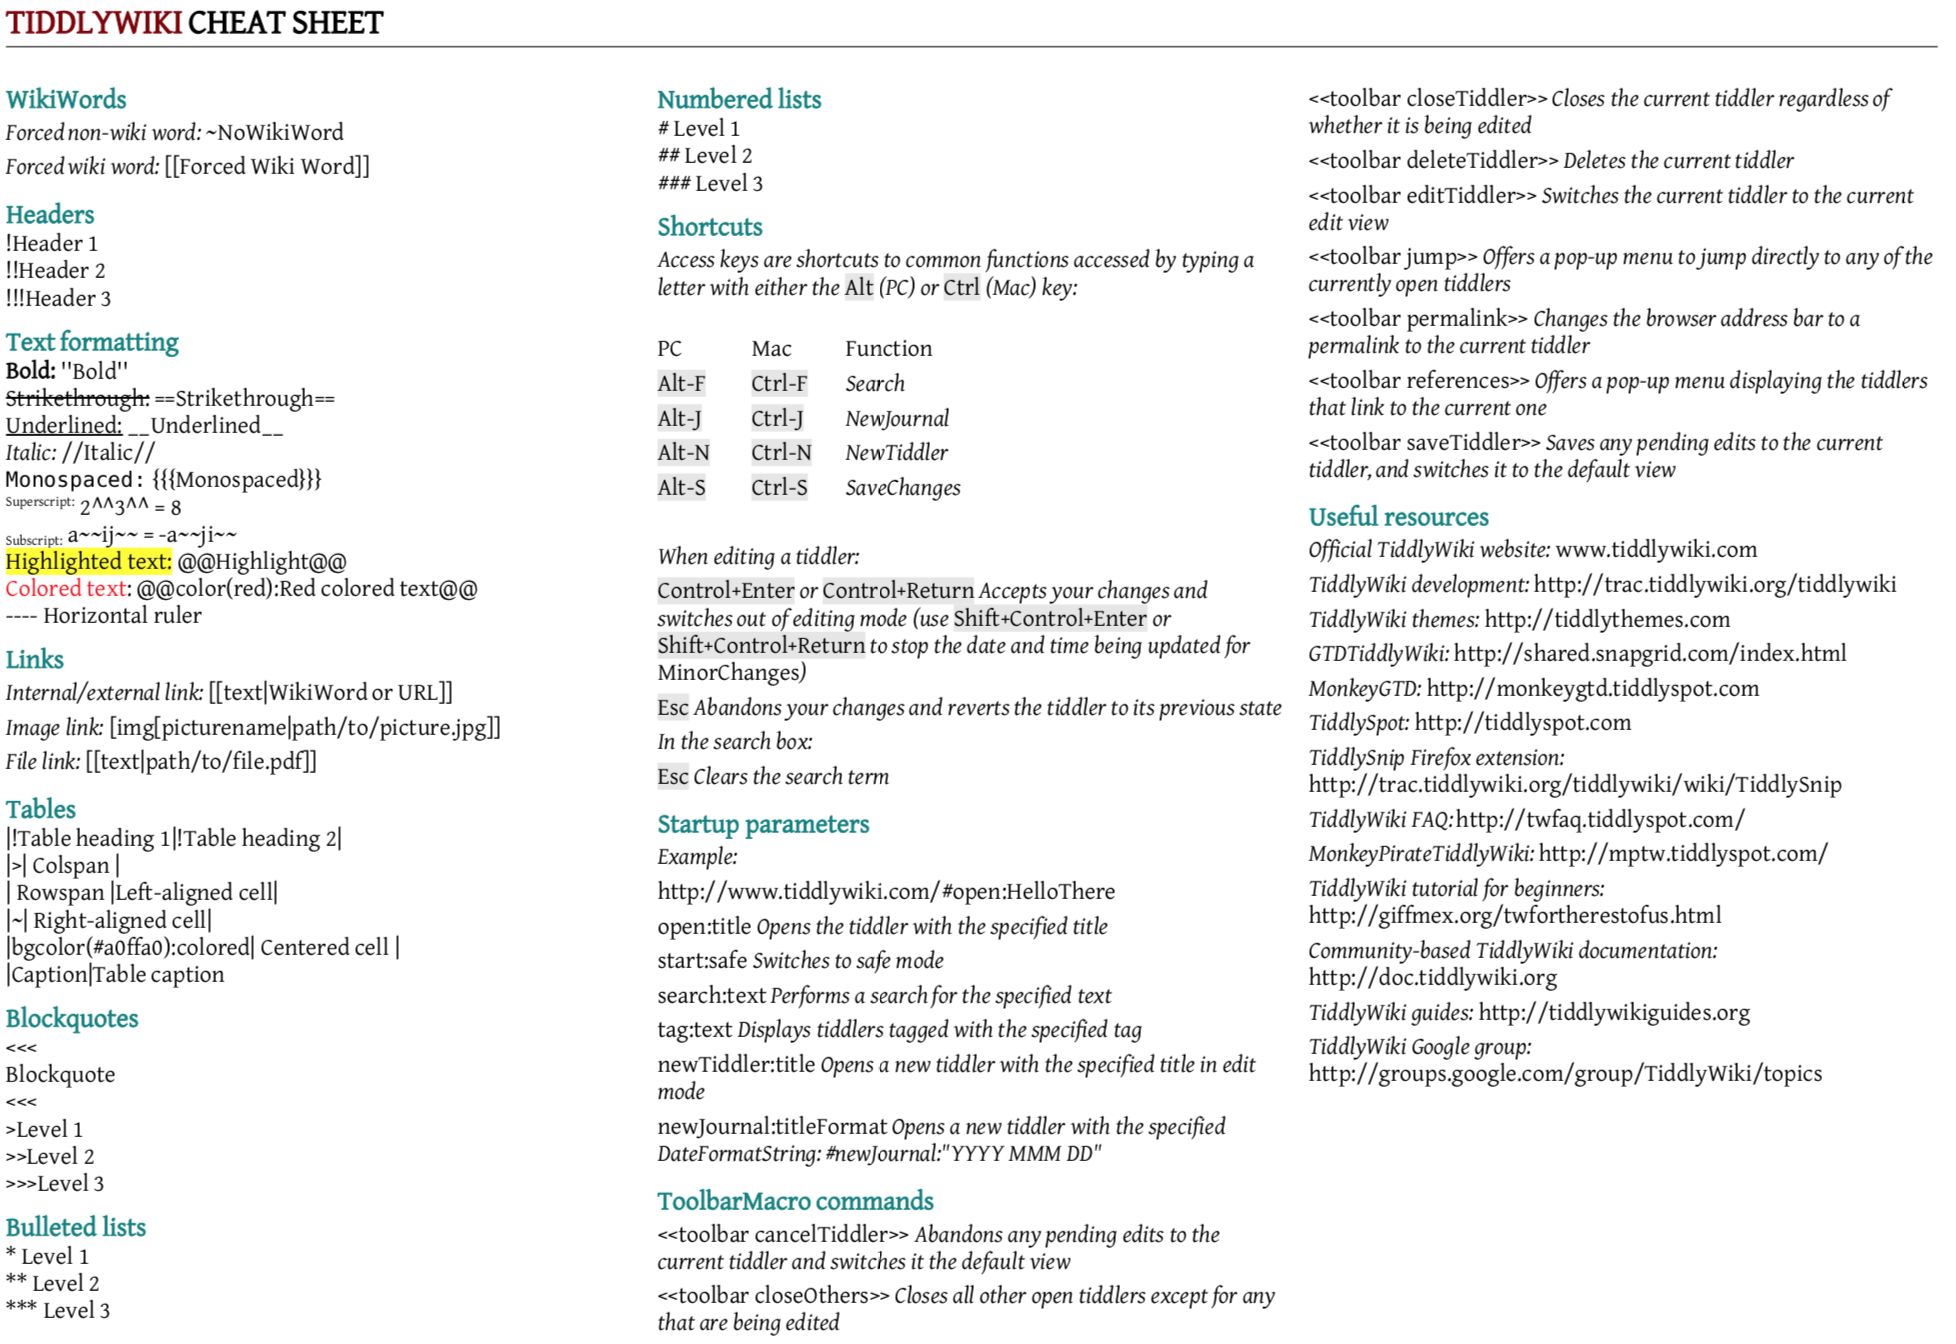 TIDDLYWIKI CHEAT SHEET
WikiWords
Forced non-wiki word: ~NoWikiWord
Forced wiki word: [[Forced Wiki Word]]
Headers
!Header 1
!!Header 2
!!!Header 3
Text formatting
Bold: ''Bold''
Strikethrough: ==Strikethrough==
Underlined: __Underlined__
Italic: //Italic//
Monospaced: {{{Monospaced}}}
Superscript: 2^^3^^ = 8
Subscript: a~~ij~~ = -a~~ji~~
Highlighted text: @@Highlight@@
Colored text: @@color(red):Red colored text@@
---- Horizontal ruler
Links
Internal/external link: [[text|WikiWord or URL]]
Image link: [img[picturename|path/to/picture.jpg]]
File link: [[text|path/to/file.pdf]]
Tables
|!Table heading 1|!Table heading 2|
|>| Colspan |
| Rowspan |Left-aligned cell|
|~| Right-aligned cell|
|bgcolor(#a0ffa0):colored| Centered cell |
|Caption|Table caption
Blockquotes
<<<
Blockquote
<<<
>Level 1
>>Level 2
>>>Level 3
Bulleted lists
* Level 1
** Level 2
*** Level 3
Numbered lists
# Level 1
## Level 2
### Level 3
Shortcuts
Access keys are shortcuts to common functions accessed by typing a
letter with either the Alt (PC) or Ctrl (Mac) key:
PC Mac Function
Alt-F Ctrl-F Search
Alt-J Ctrl-J NewJournal
Alt-N Ctrl-N NewTiddler
Alt-S Ctrl-S SaveChanges
When editing a tiddler:
Control+Enter or Control+Return Accepts your changes and
switches out of editing mode (use Shift+Control+Enter or
Shift+Control+Return to stop the date and time being updated for
MinorChanges)
Esc Abandons your changes and reverts the tiddler to its previous state
In the search box:
Esc Clears the search term
Startup parameters
Example:
http://www.tiddlywiki.com/#open:HelloThere
open:title Opens the tiddler with the specified title
start:safe Switches to safe mode
search:text Performs a search for the specified text
tag:text Displays tiddlers tagged with the specified tag
newTiddler:title Opens a new tiddler with the specified title in edit
mode
newJournal:titleFormat Opens a new tiddler with the specified
DateFormatString: #newJournal:"YYYY MMM DD"
ToolbarMacro commands
<<toolbar cancelTiddler>> Abandons any pending edits to the
current tiddler and switches it the default view
<<toolbar closeOthers>> Closes all other open tiddlers except for any
that are being edited
<<toolbar closeTiddler>> Closes the current tiddler regardless of
whether it is being edited
<<toolbar deleteTiddler>> Deletes the current tiddler
<<toolbar editTiddler>> Switches the current tiddler to the current
edit view
<<toolbar jump>> Offers a pop-up menu to jump directly to any of the
currently open tiddlers
<<toolbar permalink>> Changes the browser address bar to a
permalink to the current tiddler
<<toolbar references>> Offers a pop-up menu displaying the tiddlers
that link to the current one
<<toolbar saveTiddler>> Saves any pending edits to the current
tiddler, and switches it to the default view
Useful resources
Official TiddlyWiki website: www.tiddlywiki.com
TiddlyWiki development: http://trac.tiddlywiki.org/tiddlywiki
TiddlyWiki themes: http://tiddlythemes.com
GTDTiddlyWiki: http://shared.snapgrid.com/index.html
MonkeyGTD: http://monkeygtd.tiddlyspot.com
TiddlySpot: http://tiddlyspot.com
TiddlySnip Firefox extension:
http://trac.tiddlywiki.org/tiddlywiki/wiki/TiddlySnip
TiddlyWiki FAQ: http://twfaq.tiddlyspot.com/
MonkeyPirateTiddlyWiki: http://mptw.tiddlyspot.com/
TiddlyWiki tutorial for beginners:
http://giffmex.org/twfortherestofus.html
Community-based TiddlyWiki documentation:
http://doc.tiddlywiki.org
TiddlyWiki guides: http://tiddlywikiguides.org
TiddlyWiki Google group:
http://groups.google.com/group/TiddlyWiki/topics